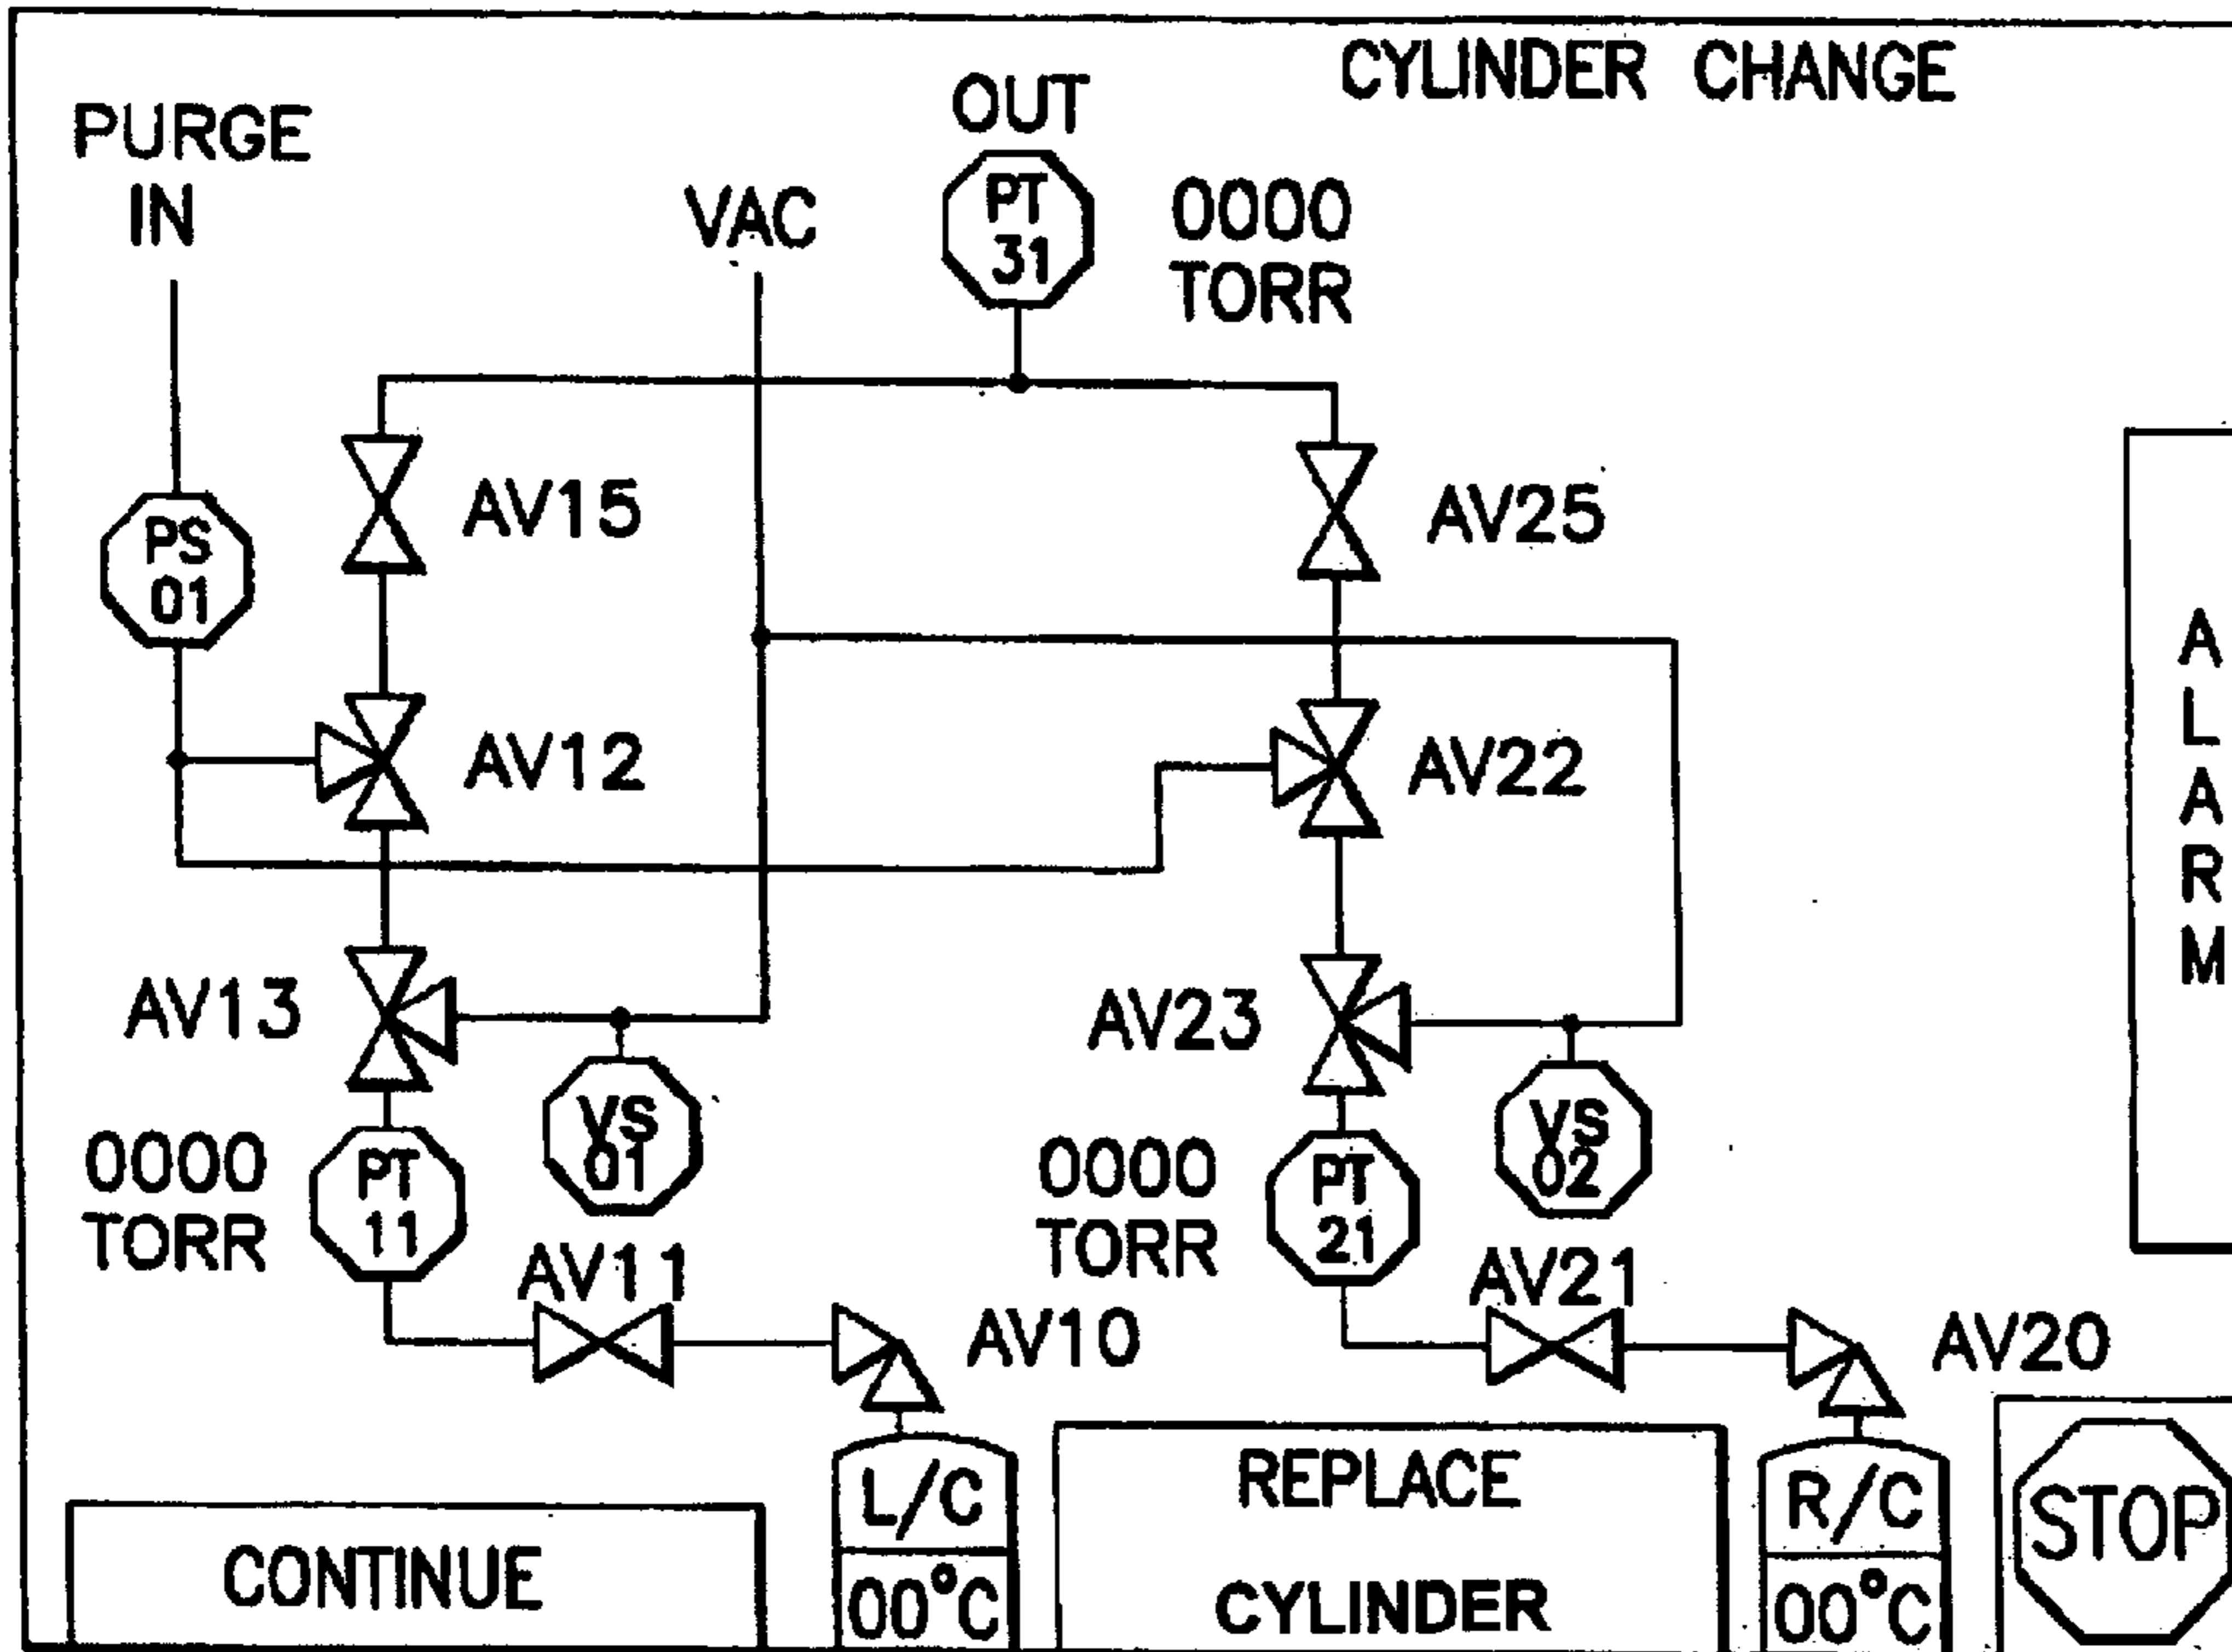 CYLINDER CHANGE
OUT
PURGE
IN
VAC
PT
31
0000
TORR
PS
01
AV15
AV25
AV12
AV22
A
L
A
R
M
AV13
AV23
VS
01
VS
02
0000
TORR
PT
11
0000
TORR
PT
21
AV11
AV21
AV10
AV20
L/C
00°C
REPLACE
CYLINDER
R/C
00°C
STOP
CONTINUE